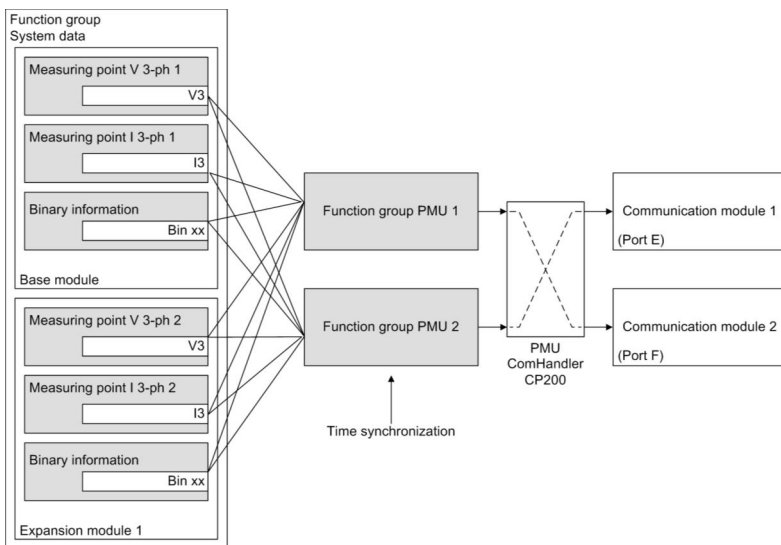 Function group
System data
Measuring point V 3-ph 1
V3
Measuring point I 3-ph 1
I3
Binary information
Bin xx
Base module
Measuring point V 3-ph 2
V3
Measuring point I 3-ph 2
I3
Binary information
Bin xx
Expansion module 1
Function group PMU 1
Function group PMU 2
Time synchronization
PMU
ComHandler
CP200
Communication module 1
(Port E)
Communication module 2
(Port F)